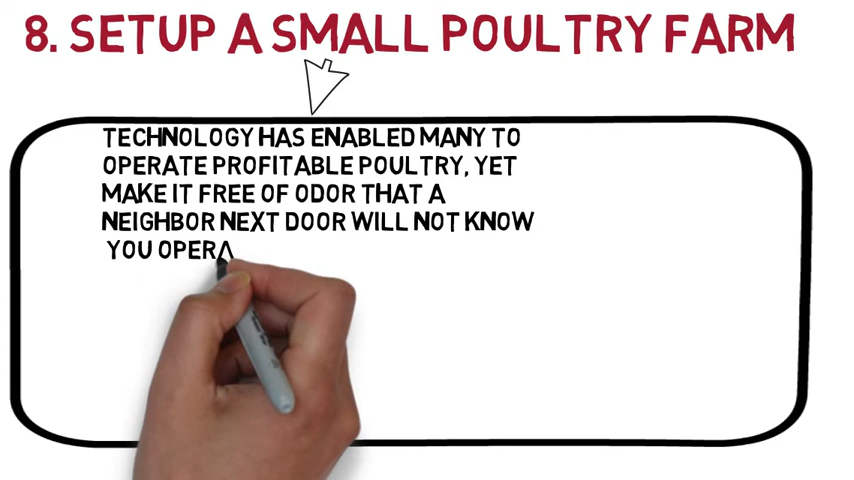 8. SETUP A SMALL POULTRY FARM
TECHNOLOGY HAS ENABLED MANY TO
OPERATE PROFITABLE POULTRY, YET
MAKE IT FREE OF ODOR THAT A
NEIGHBOR NEXT DOOR WILL NOT KNOW
YOU OPERA